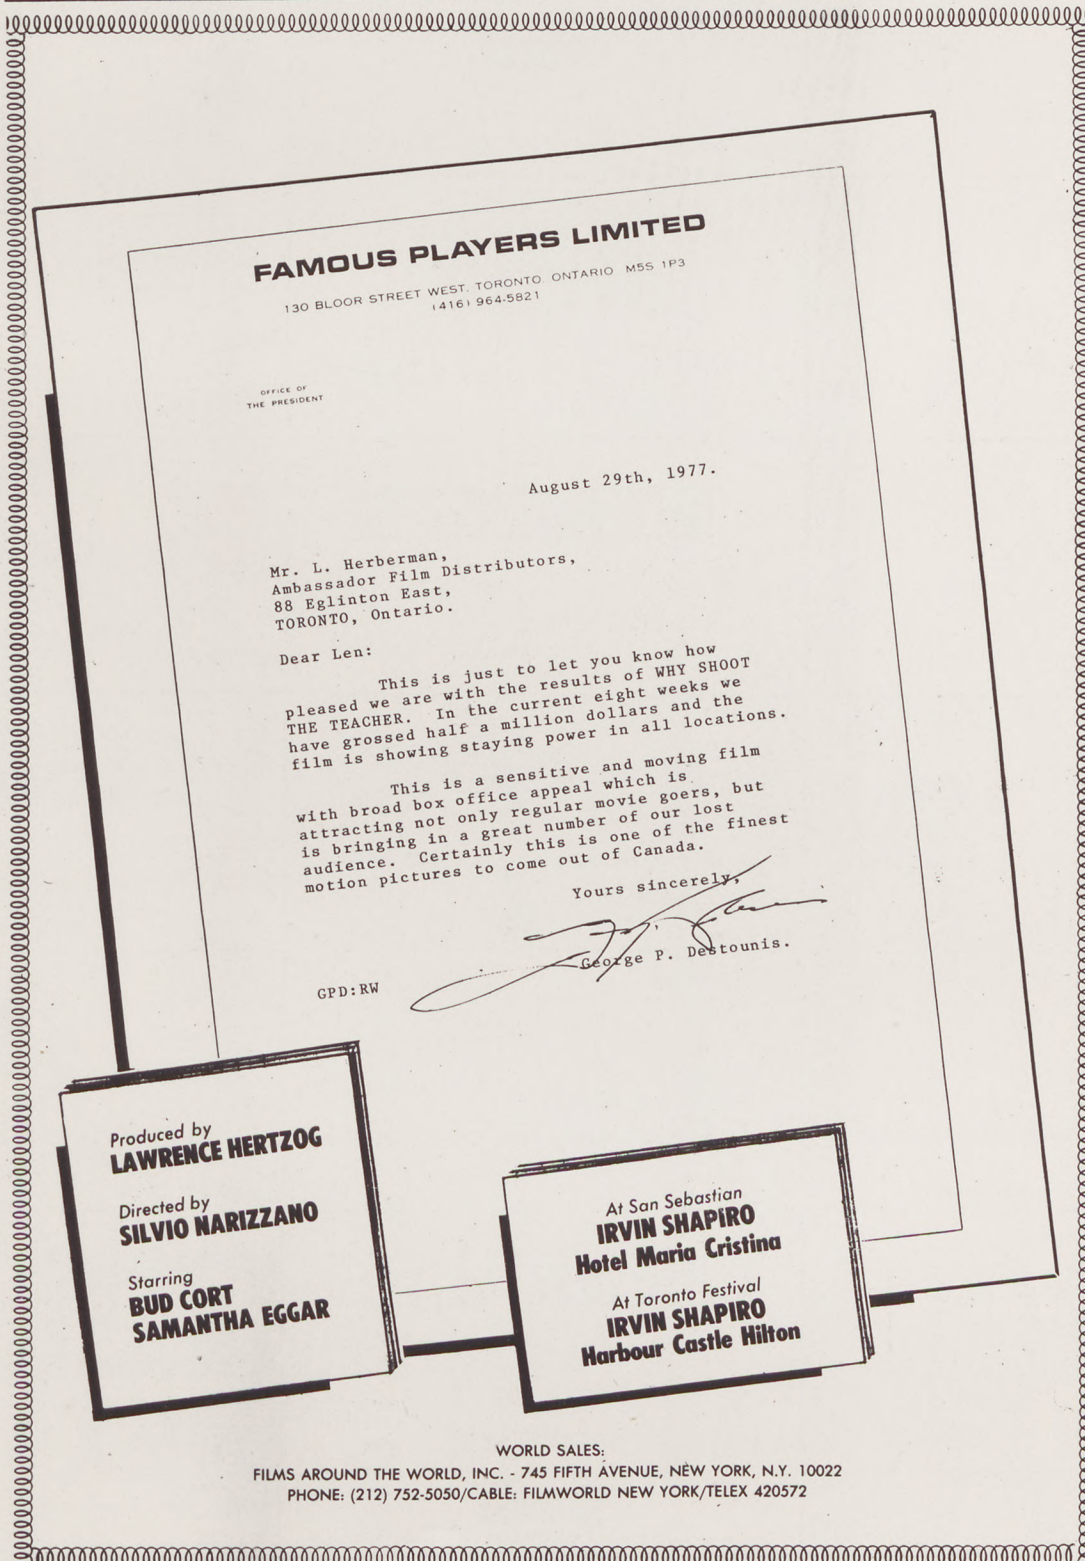 FAMOUS PLAYERS LIMITED
130 BLOOR STREET WEST, TORONTO, ONTARIO M5S 1P3
(416) 964-5821
OFFICE OF
THE PRESIDENT
August 29th, 1977.
Mr. L. Herberman,
Ambassador Film Distributors,
88 Eglinton East,
TORONTO, Ontario.
Dear Len:
This is just to let you know how
pleased we are with the results of WHY SHOOT
THE TEACHER. In the current eight weeks we
have grossed half a million dollars and the
film is showing staying power in all locations.
This is a sensitive and moving film
with broad box office appeal which is
attracting not only regular movie goers, but
is bringing in a great number of our lost
audience. Certainly this is one of the finest
motion pictures to come out of Canada.
Yours sincerely,
George P. Destounis.
GPD:RW
Produced by
LAWRENCE HERTZOG
Directed by
SILVIO NARIZZANO
Starring
BUD CORT
SAMANTHA EGGAR
At San Sebastian
IRVIN SHAPIRO
Hotel Maria Cristina
At Toronto Festival
IRVIN SHAPIRO
Harbour Castle Hilton
WORLD SALES:
FILMS AROUND THE WORLD, INC. - 745 FIFTH AVENUE, NEW YORK, N.Y. 10022
PHONE: (212) 752-5050/CABLE: FILMWORLD NEW YORK/TELEX 420572